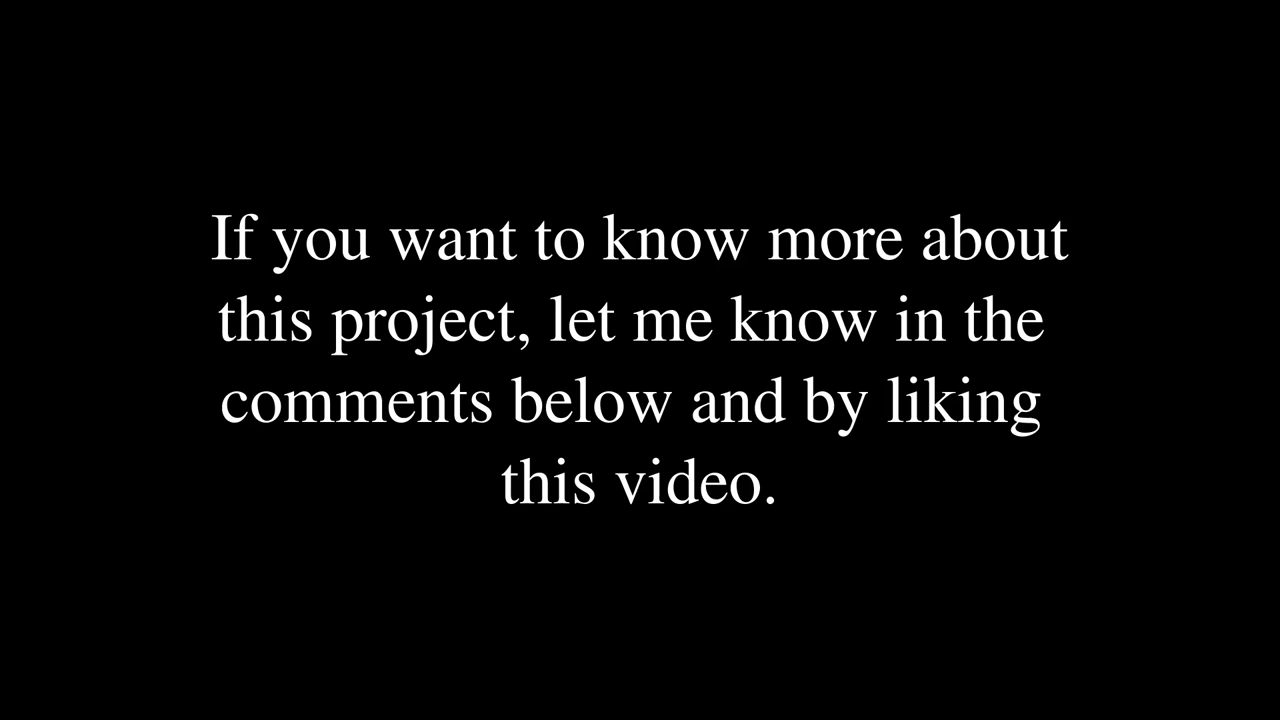 If you want to know more about
this project, let me know in the
comments below and by liking
this video.